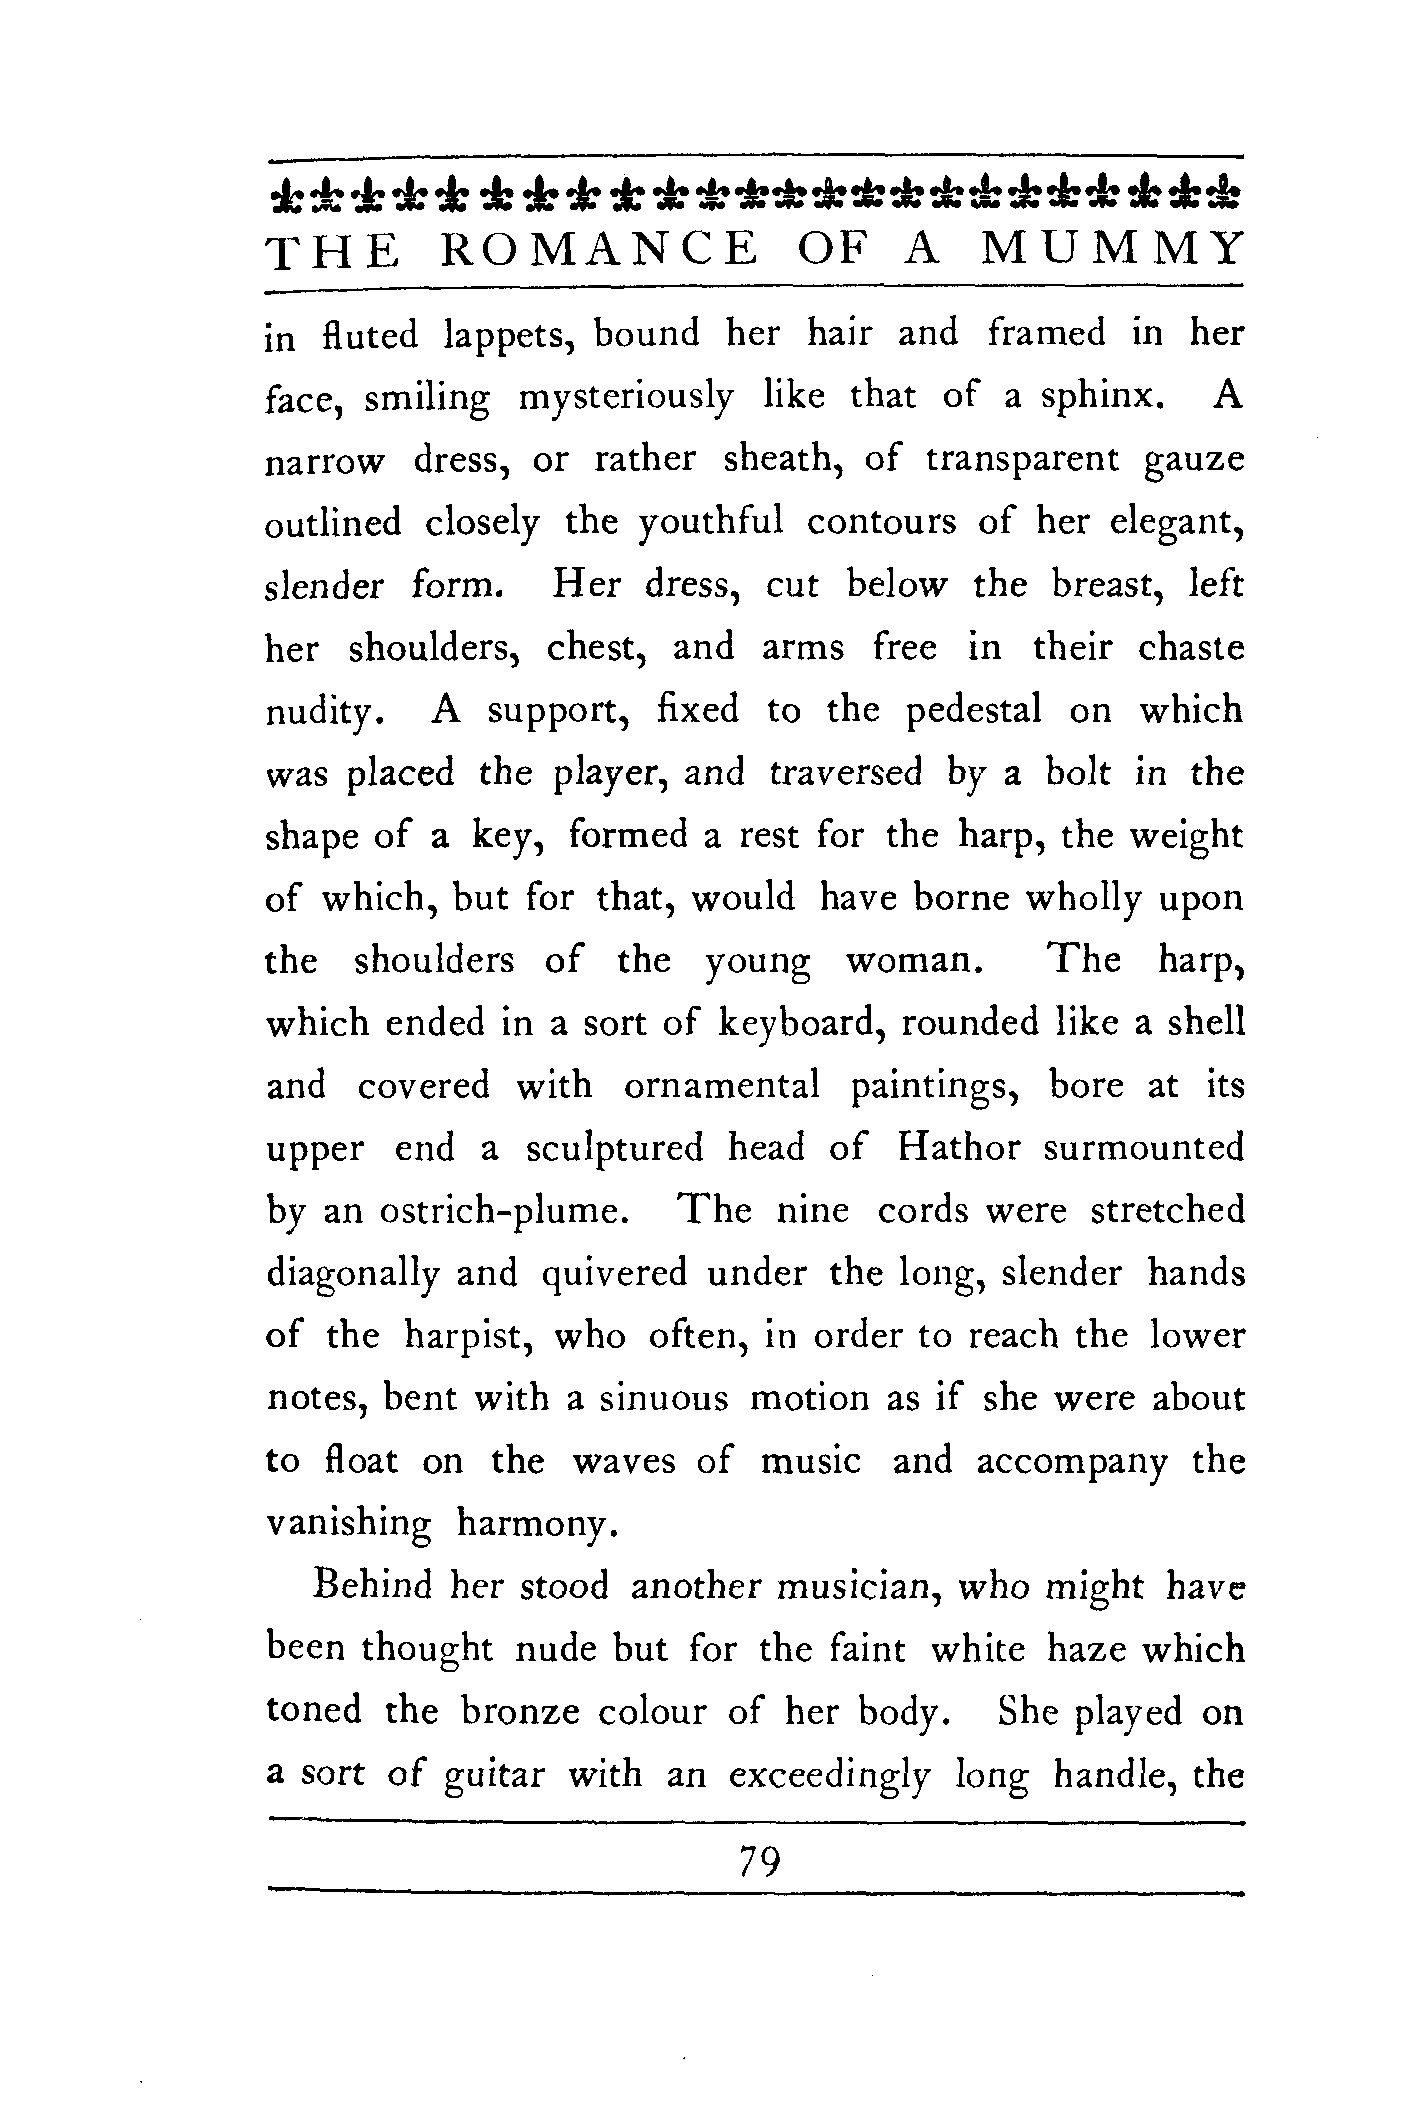 THE ROMANCE OF A MUMMY
in fluted lappets, bound her hair and framed in her
face, smiling mysteriously like that of a sphinx. A
narrow dress, or rather sheath, of transparent gauze
outlined closely the youthful contours of her elegant,
slender form. Her dress, cut below the breast, left
her shoulders, chest, and arms free in their chaste
nudity. A support, fixed to the pedestal on which
was placed the player, and traversed by a bolt in the
shape of a key, formed a rest for the harp, the weight
of which, but for that, would have borne wholly upon
the shoulders of the young woman. The harp,
which ended in a sort of keyboard, rounded like a shell
and covered with ornamental paintings, bore at its
upper end a sculptured head of Hathor surmounted
by an ostrich-plume. The nine cords were stretched
diagonally and quivered under the long, slender hands
of the harpist, who often, in order to reach the lower
notes, bent with a sinuous motion as if she were about
to float on the waves of music and accompany the
vanishing harmony.
Behind her stood another musician, who might have
been thought nude but for the faint white haze which
toned the bronze colour of her body. She played on
a sort of guitar with an exceedingly long handle, the
79